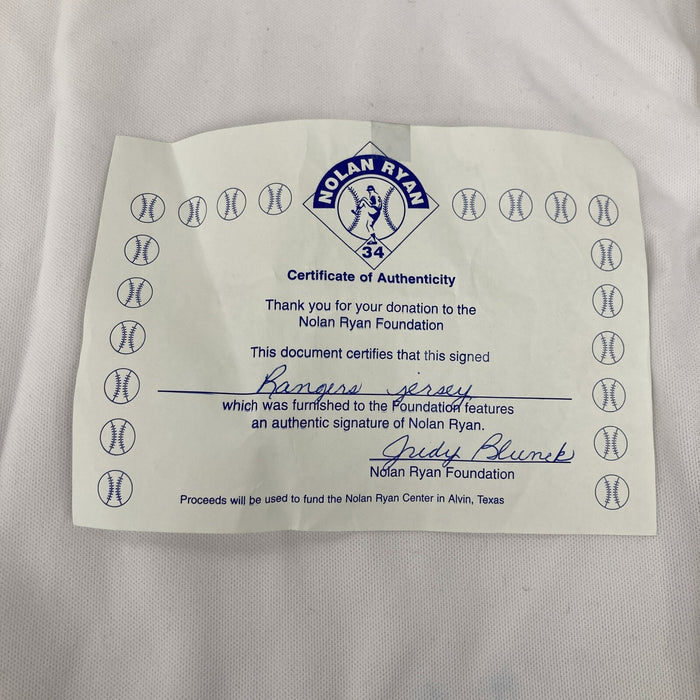 NOLAN RYAN
34
Certificate of Authenticity
Thank you for your donation to the
Nolan Ryan Foundation
This document certifies that this signed
Rangers jersey
which was furnished to the Foundation features
an authentic signature of Nolan Ryan.
Judy Blunek
Nolan Ryan Foundation
Proceeds will be used to fund the Nolan Ryan Center in Alvin, Texas